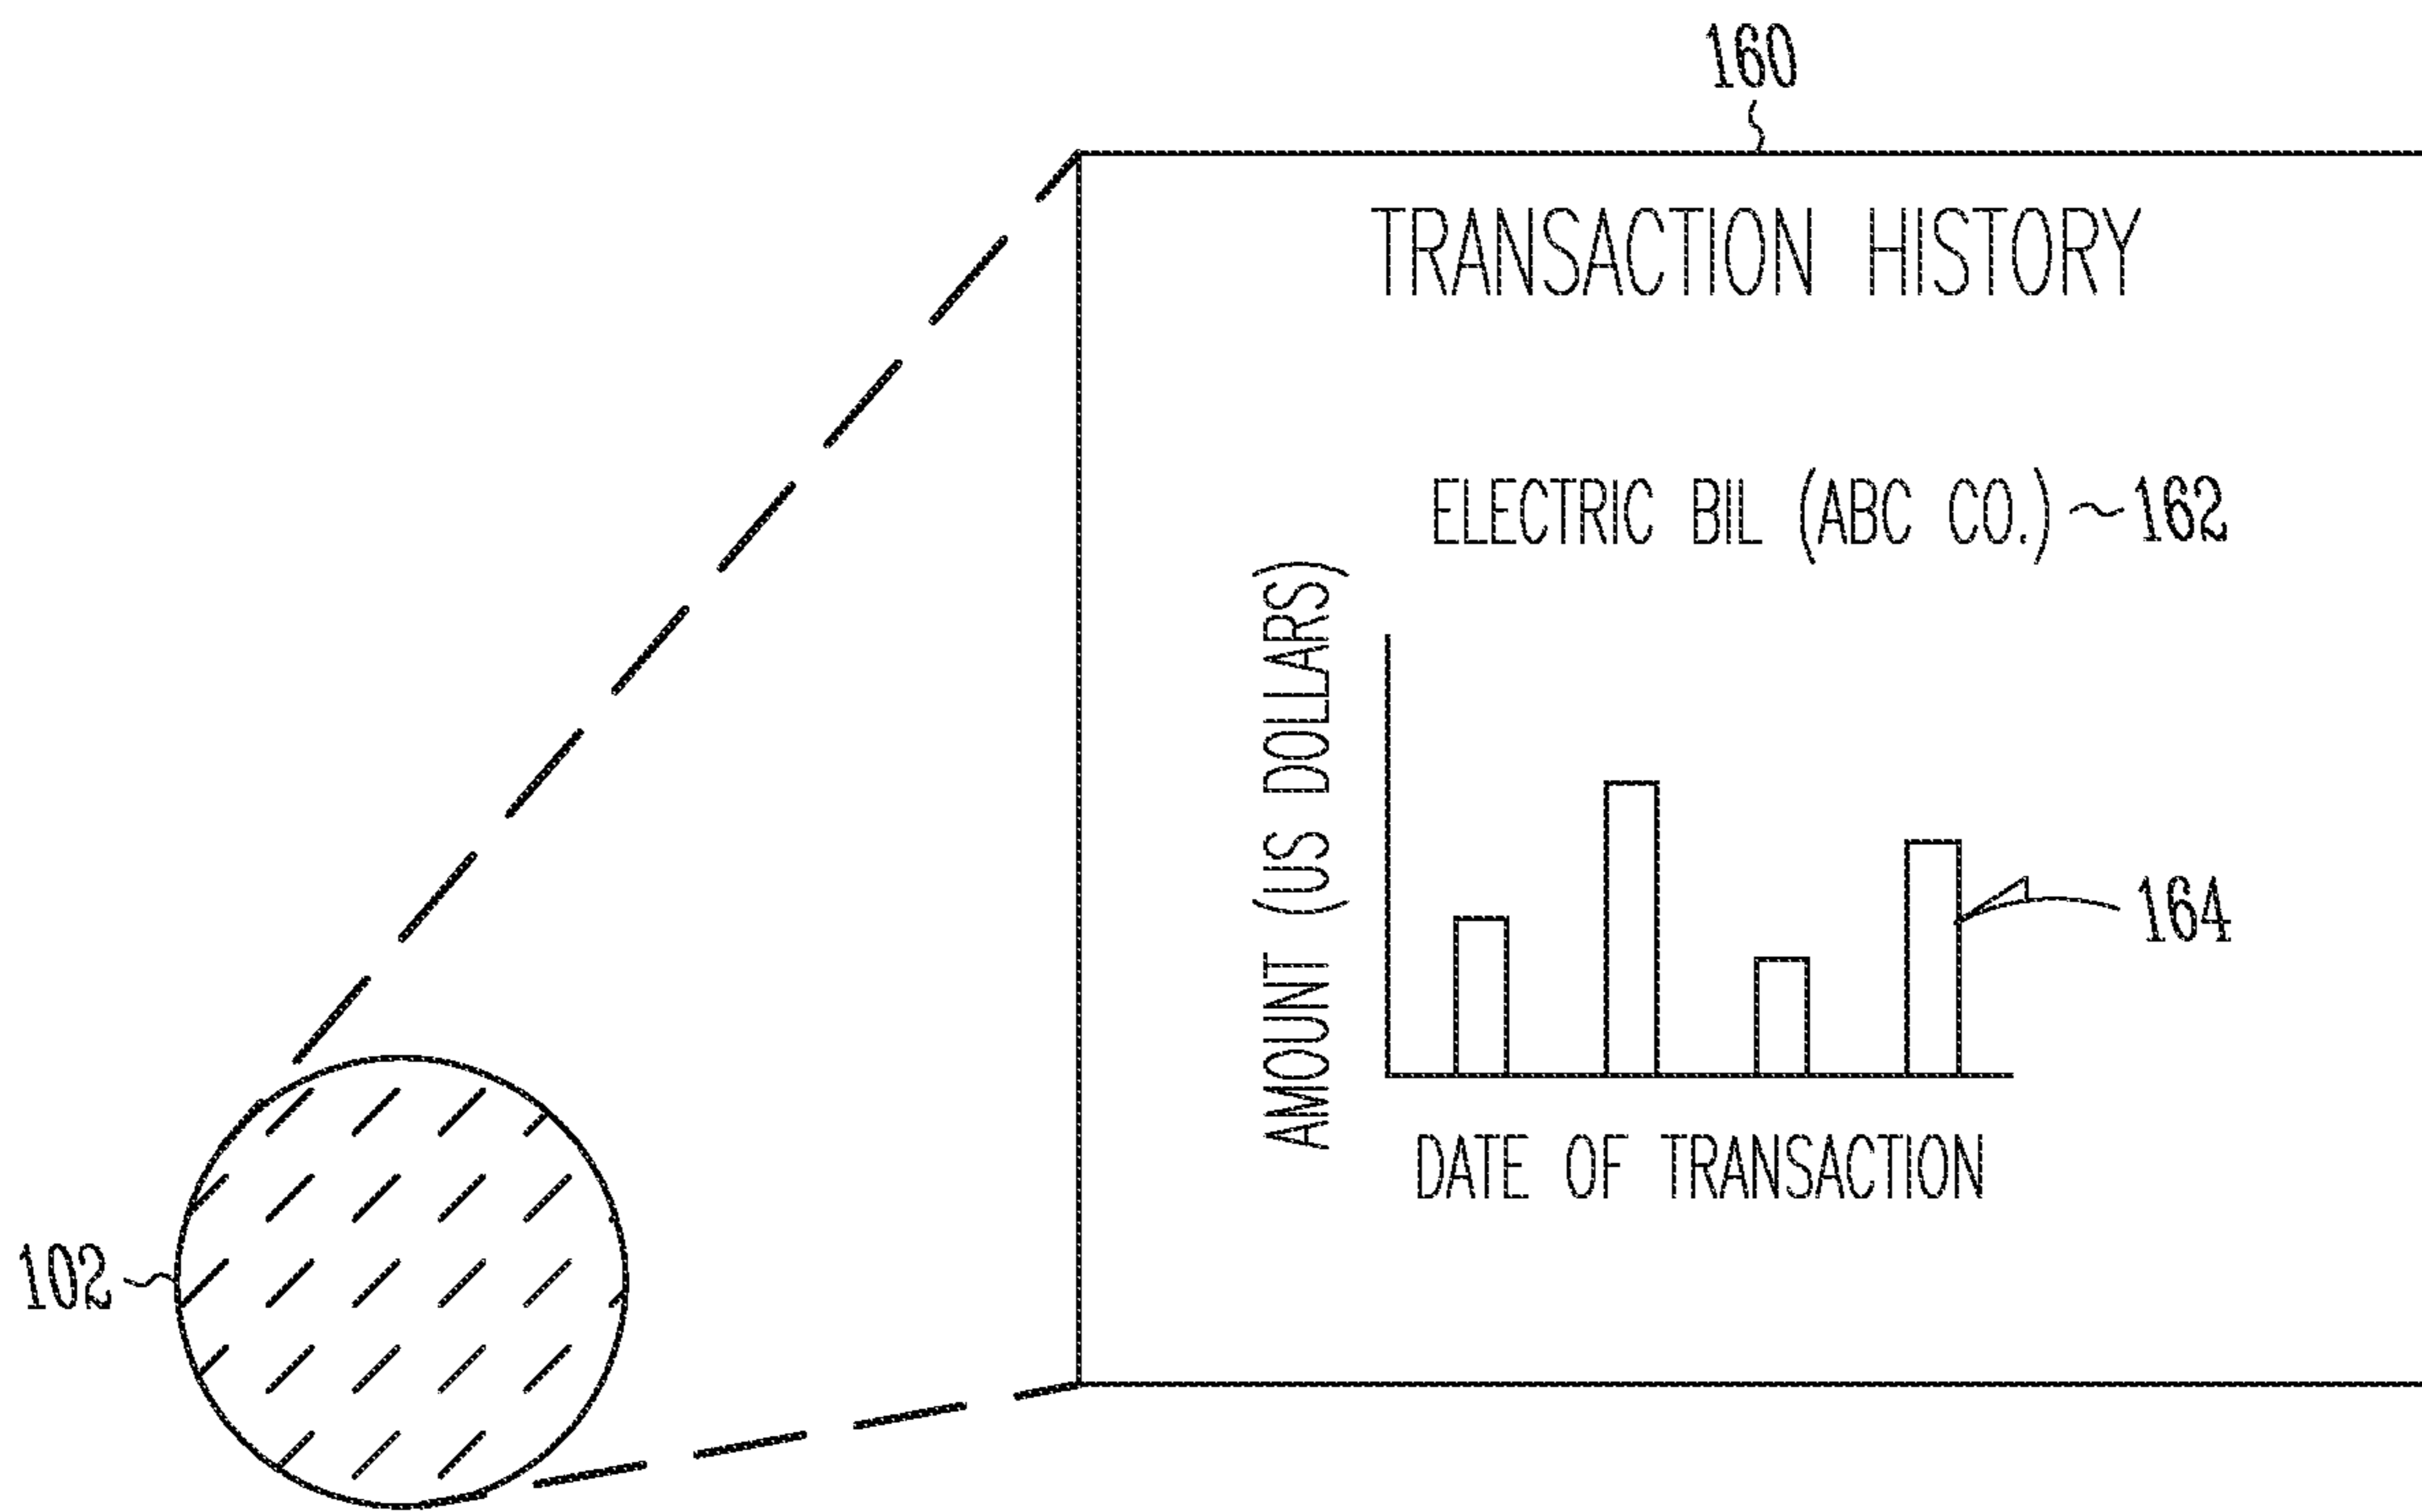 160
TRANSACTION HISTORY
ELECTRIC BIL (ABC CO.) ~162
AMOUNT (US DOLLARS)
164
DATE OF TRANSACTION
102